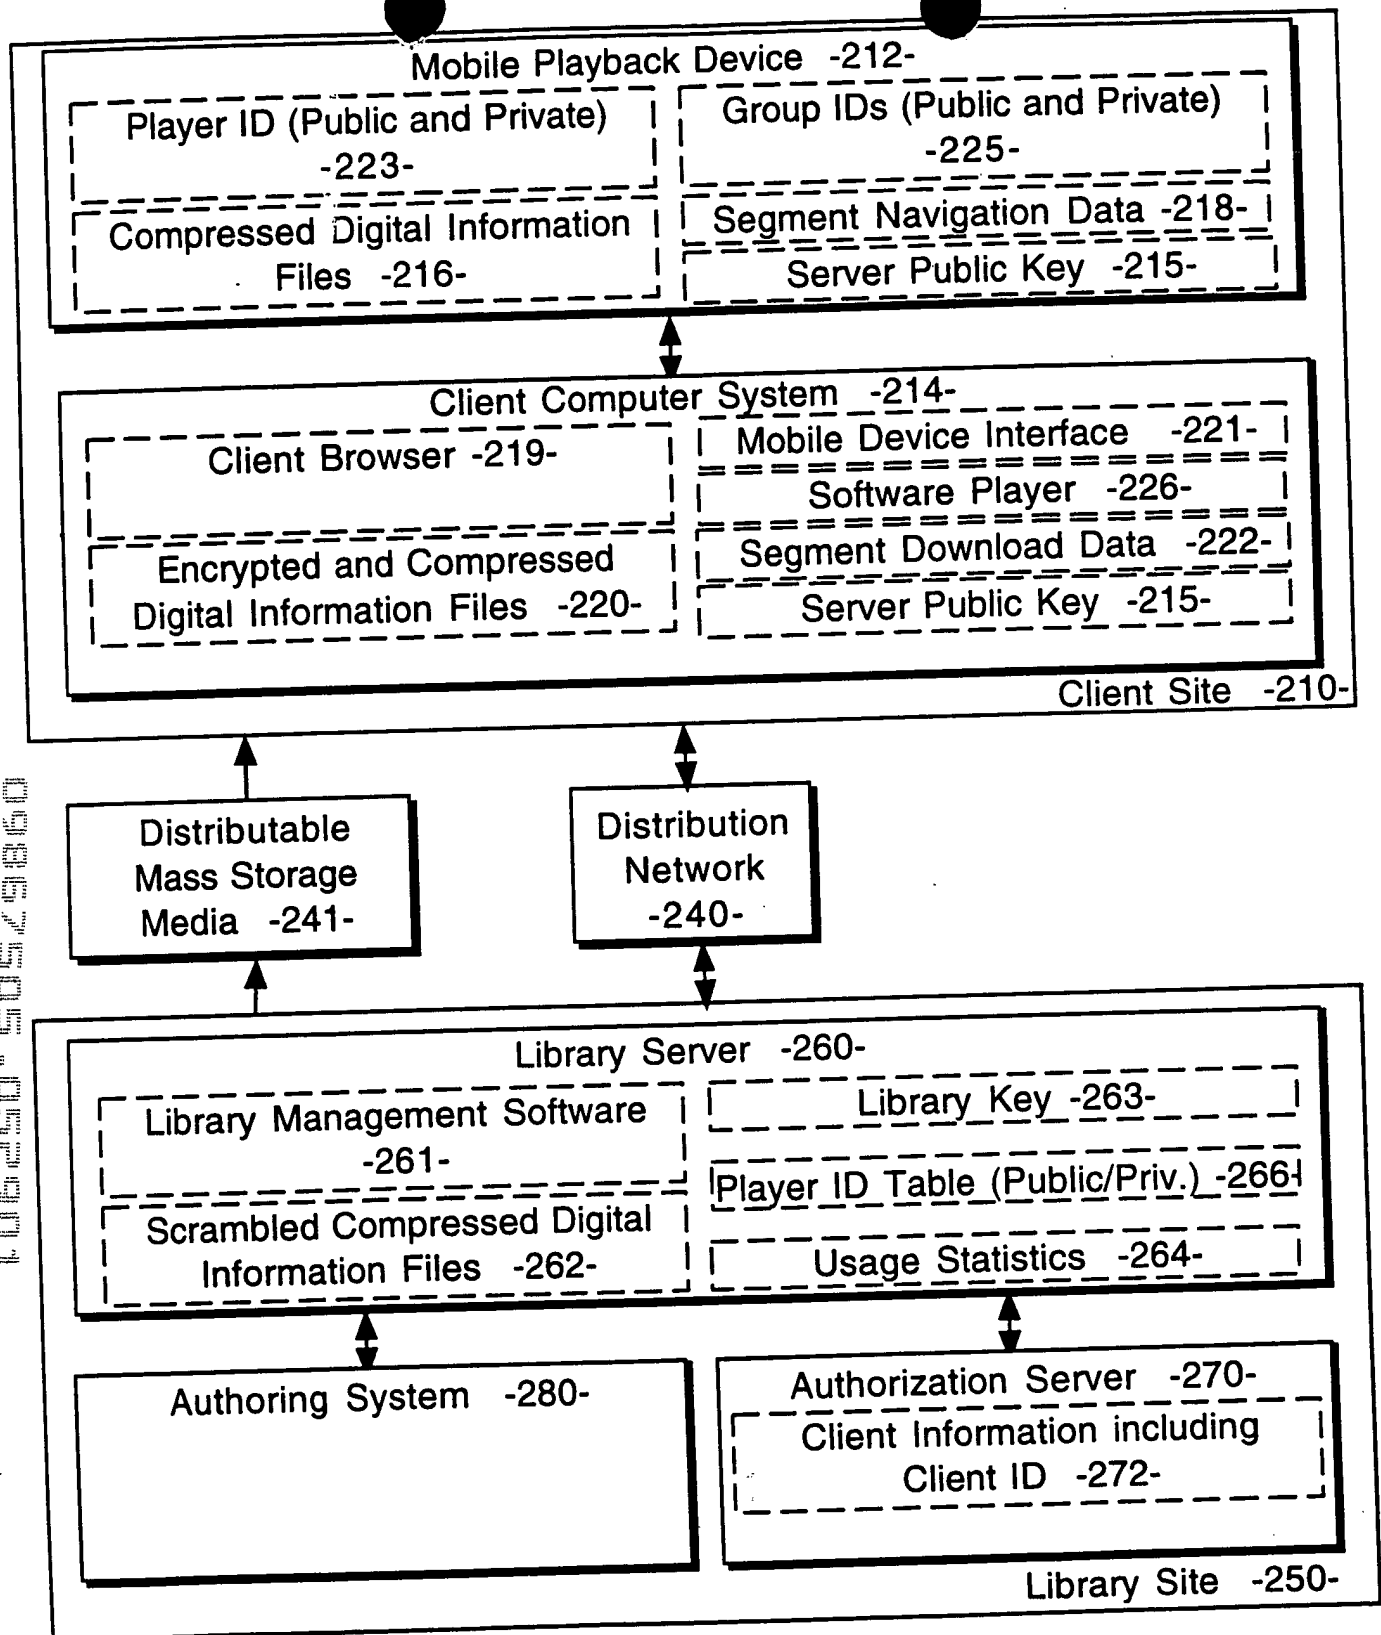 Mobile Playback Device -212-
Player ID (Public and Private)
-223-
Group IDs (Public and Private)
-225-
Compressed Digital Information
Files -216-
Segment Navigation Data -218-
Server Public Key -215-
Client Computer System -214-
Client Browser -219-
Mobile Device Interface -221-
Software Player -226-
Encrypted and Compressed
Digital Information Files -220-
Segment Download Data -222-
Server Public Key -215-
Client Site -210-
Distributable
Mass Storage
Media -241-
Distribution
Network
-240-
Library Server -260-
Library Management Software
-261-
Library Key -263-
Player ID Table (Public/Priv.) -266-
Scrambled Compressed Digital
Information Files -262-
Usage Statistics -264-
Authoring System -280-
Authorization Server -270-
Client Information including
Client ID -272-
Library Site -250-